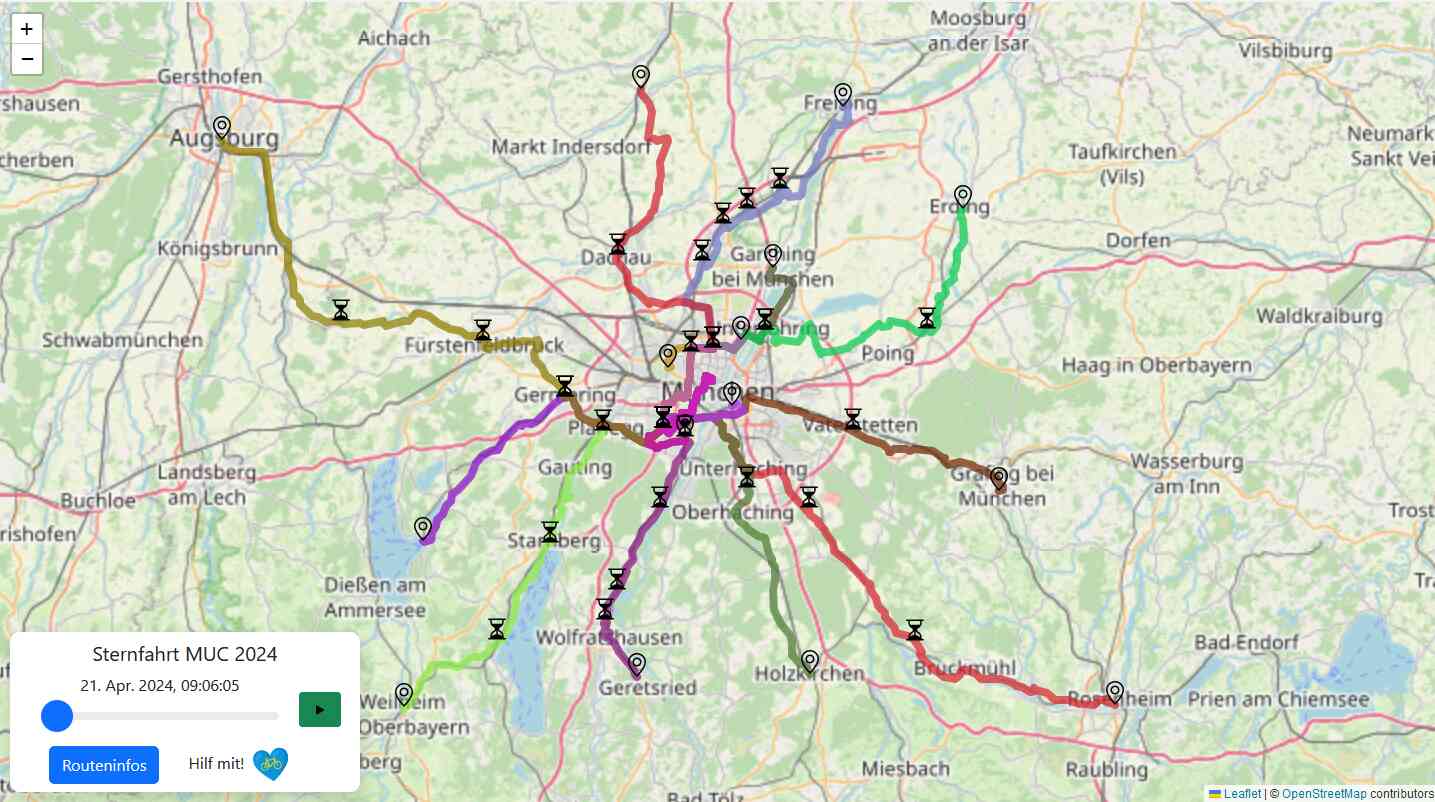 +
−
Moosburg
an der Isar
Aichach
Vilsbiburg
Gersthofen
Augsburg
Markt Indersdorf
Freising
Neumark
Sankt Vei
Taufkirchen
(Vils)
cherben
rshausen
Erding
Königsbrunn
Dachau
Garching
bei München
Dorfen
Schwabmünchen
Fürstenfeldbruck
Poing
Waldkraiburg
Haag in Oberbayern
Germering
München
Planegg
Vaterstetten
Landsberg
am Lech
Gauting
Unterhaching
Grafing bei
München
Wasserburg
am Inn
Buchloe
rishofen
Oberhaching
Starnberg
Trost
Dießen am
Ammersee
Wolfratshausen
Geretsried
Holzkirchen
Bruckmühl
Bad Endorf
Rosenheim
Prien am Chiemsee
Weilheim
Oberbayern
Miesbach
Raubling
Bad Tölz
Sternfahrt MUC 2024
21. Apr. 2024, 09:06:05
Routeninfos
Hilf mit!
Leaflet | © OpenStreetMap contributors